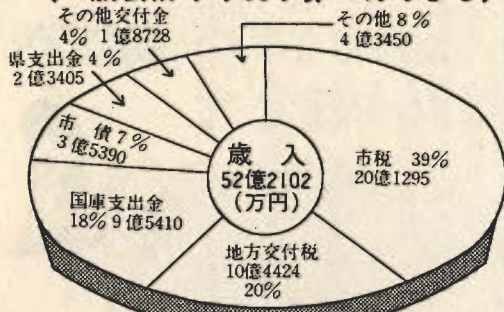 その他交付金
4% 1億8728
その他 8%
4億3450
県支出金 4%
2億3405
市債 7%
3億5390
歳入
52億2102
(万円)
市税 39%
20億1295
国庫支出金
18% 9億5410
地方交付税
10億4424
20%